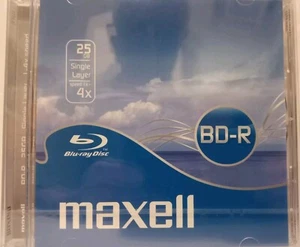 25
Single
Layer
4x
BD-R
Blu-ray Disc
maxell